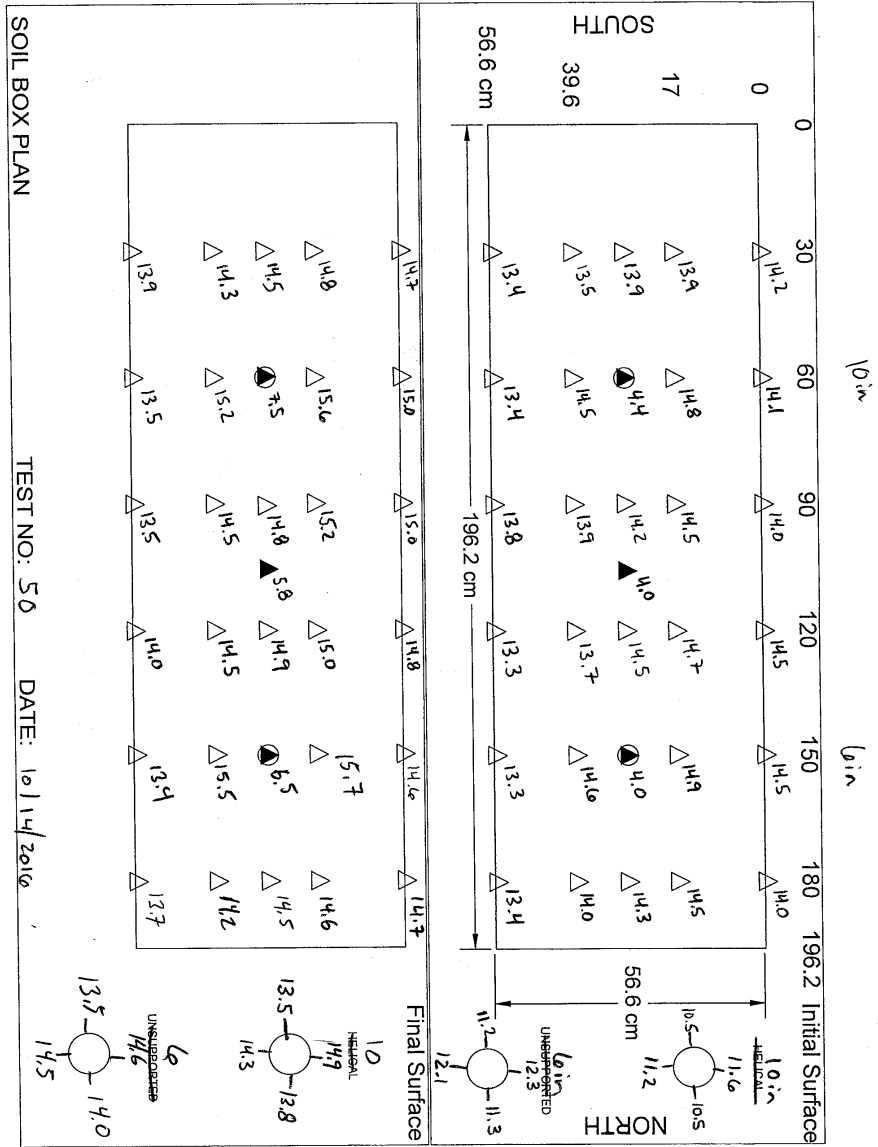 10in 6in
0 30 60 90 120 150 180 196.2 Initial Surface
0 14.2 14.1 14.0 14.5 14.5 14.0
10in
HELICAL
11.6
10.5 10.5
11.2
17 13.9 14.8 14.5 14.7 14.9 14.5
SOUTH 13.9 4.4 14.2 4.0 14.5 4.0 14.3 56.6 cm NORTH
39.6 13.5 14.5 13.9 13.7 14.6 14.0
6in
UNSUPPORTED
12.3
11.2 11.3
12.1
56.6 cm 13.4 13.4 13.8 13.3 13.3 13.4
196.2 cm
Final Surface
14.7 15.0 15.0 14.8 14.6 14.7
10
HELICAL
14.9
13.5 13.8
14.3
14.8 15.6 15.2 15.0 15.7 14.6
14.5 7.5 14.8 5.8 14.9 6.5 14.5
14.3 15.2 14.5 14.5 15.5 14.2
6
UNSUPPORTED
14.6
13.5 14.0
14.5
13.9 13.5 13.5 14.0 13.9 13.7
SOIL BOX PLAN TEST NO: 50 DATE: 10/14/2016